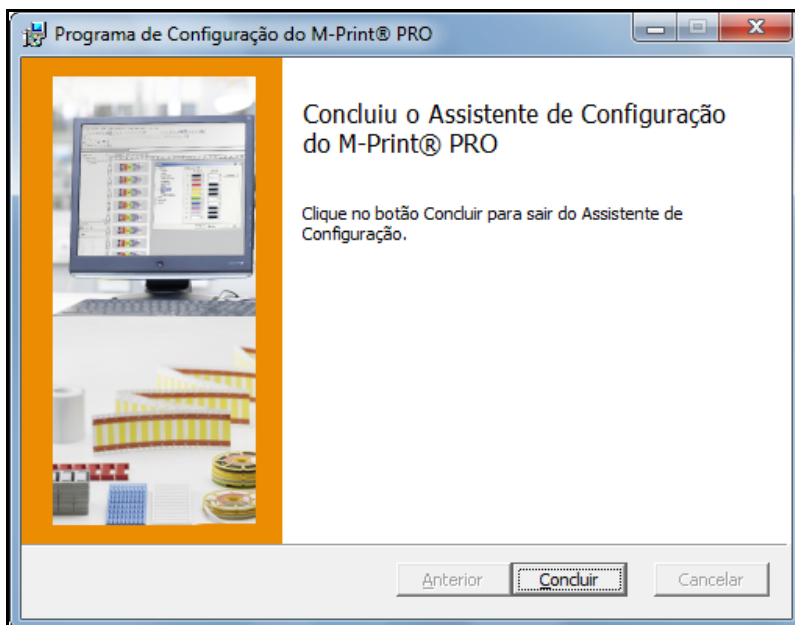 Programa de Configuração do M-Print® PRO
Concluiu o Assistente de Configuração
do M-Print® PRO
Clique no botão Concluir para sair do Assistente de
Configuração.
Anterior
Concluir
Cancelar